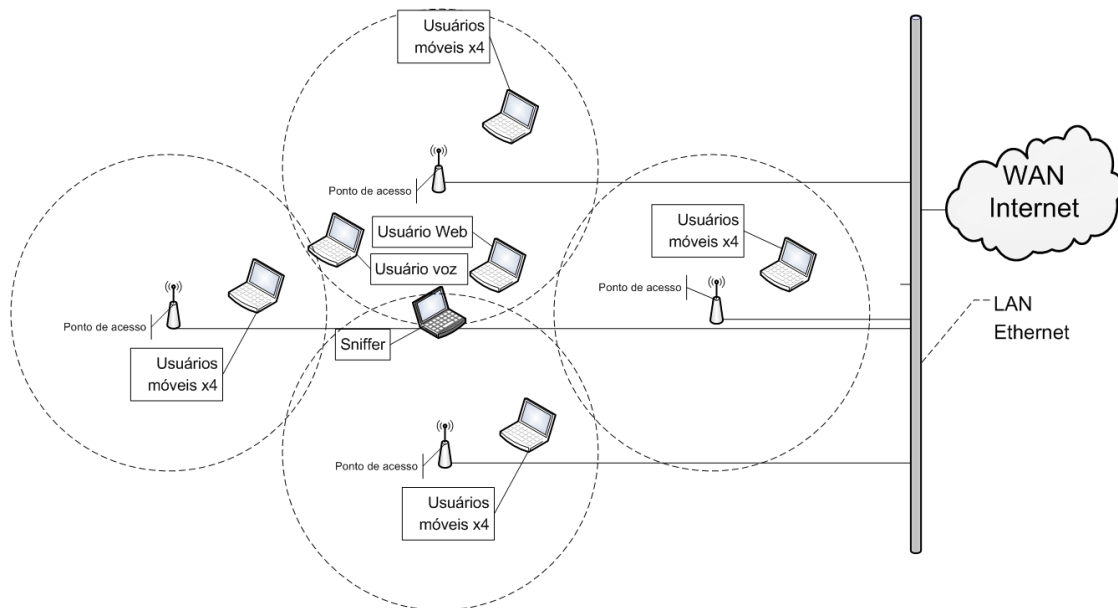 Usuários
móveis x4
Ponto de acesso
Usuário Web
Usuário voz
Usuários
móveis x4
Ponto de acesso
WAN
Internet
Ponto de acesso
Usuários
móveis x4
Sniffer
LAN
Ethernet
Ponto de acesso
Usuários
móveis x4